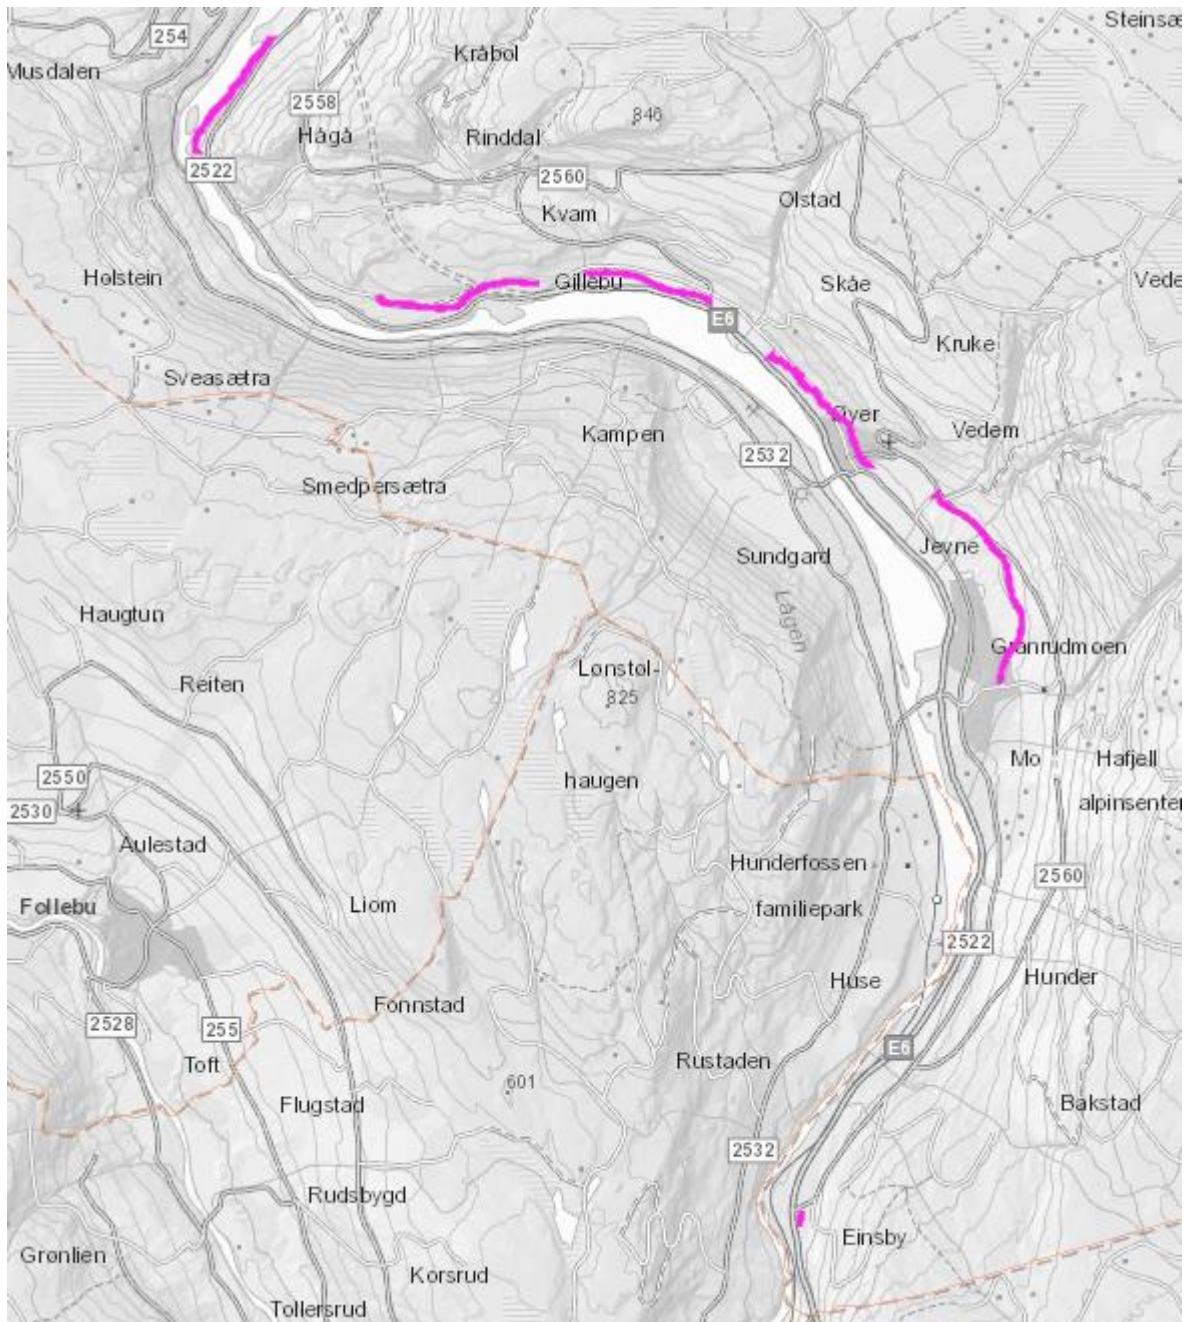 Steinsæ
254
Kråbol
Musdalen
2558
846
Hågå
Rinddal
2522
2560
Olstad
Kvam
Holstein
Gillebu
Skåe
Vede
E6
Kruke
Sveasætra
Øyer
Vedem
Kampen
2532
Smedpersætra
Jevne
Sundgard
Lågen
Haugtun
Granrudmoen
Lønstøl-
Reiten
825
Mo
Hafjell
2550
haugen
alpinsenter
2530
Aulestad
Hunderfossen
2560
Follebu
Liom
familiepark
2522
Huse
Hunder
Fonnstad
2528
255
E6
Toft
Rustaden
601
Flugstad
Bakstad
2532
Rudsbygd
Einsby
Grønlien
Korsrud
Tollersrud